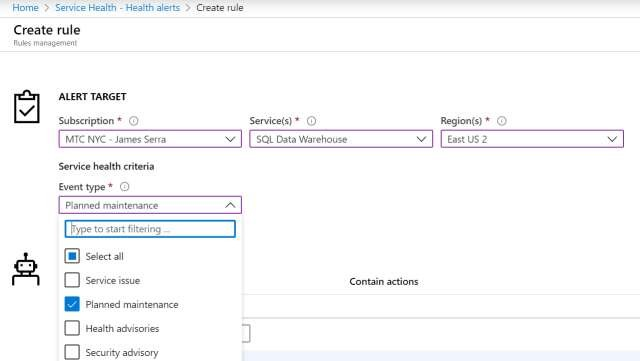 Home > Service Health - Health alerts > Create rule
Create rule
Rules management
ALERT TARGET
Subscription * Service(s) * Region(s) *
MTC NYC - James Serra SQL Data Warehouse East US 2
Service health criteria
Event type *
Planned maintenance
Type to start filtering ...
Select all
Service issue
Contain actions
Planned maintenance
Health advisories
Security advisory